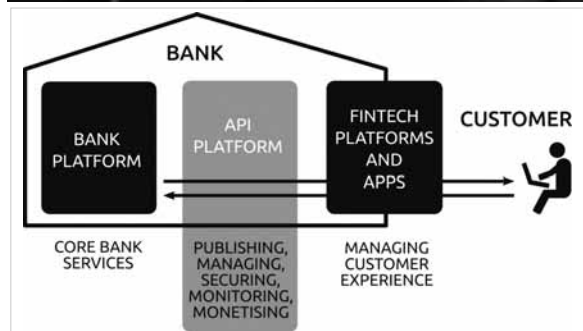 BANK
BANK
PLATFORM
API
PLATFORM
FINTECH
PLATFORMS
AND
APPS
CUSTOMER
CORE BANK
SERVICES
PUBLISHING,
MANAGING,
SECURING,
MONITORING,
MONETISING
MANAGING
CUSTOMER
EXPERIENCE